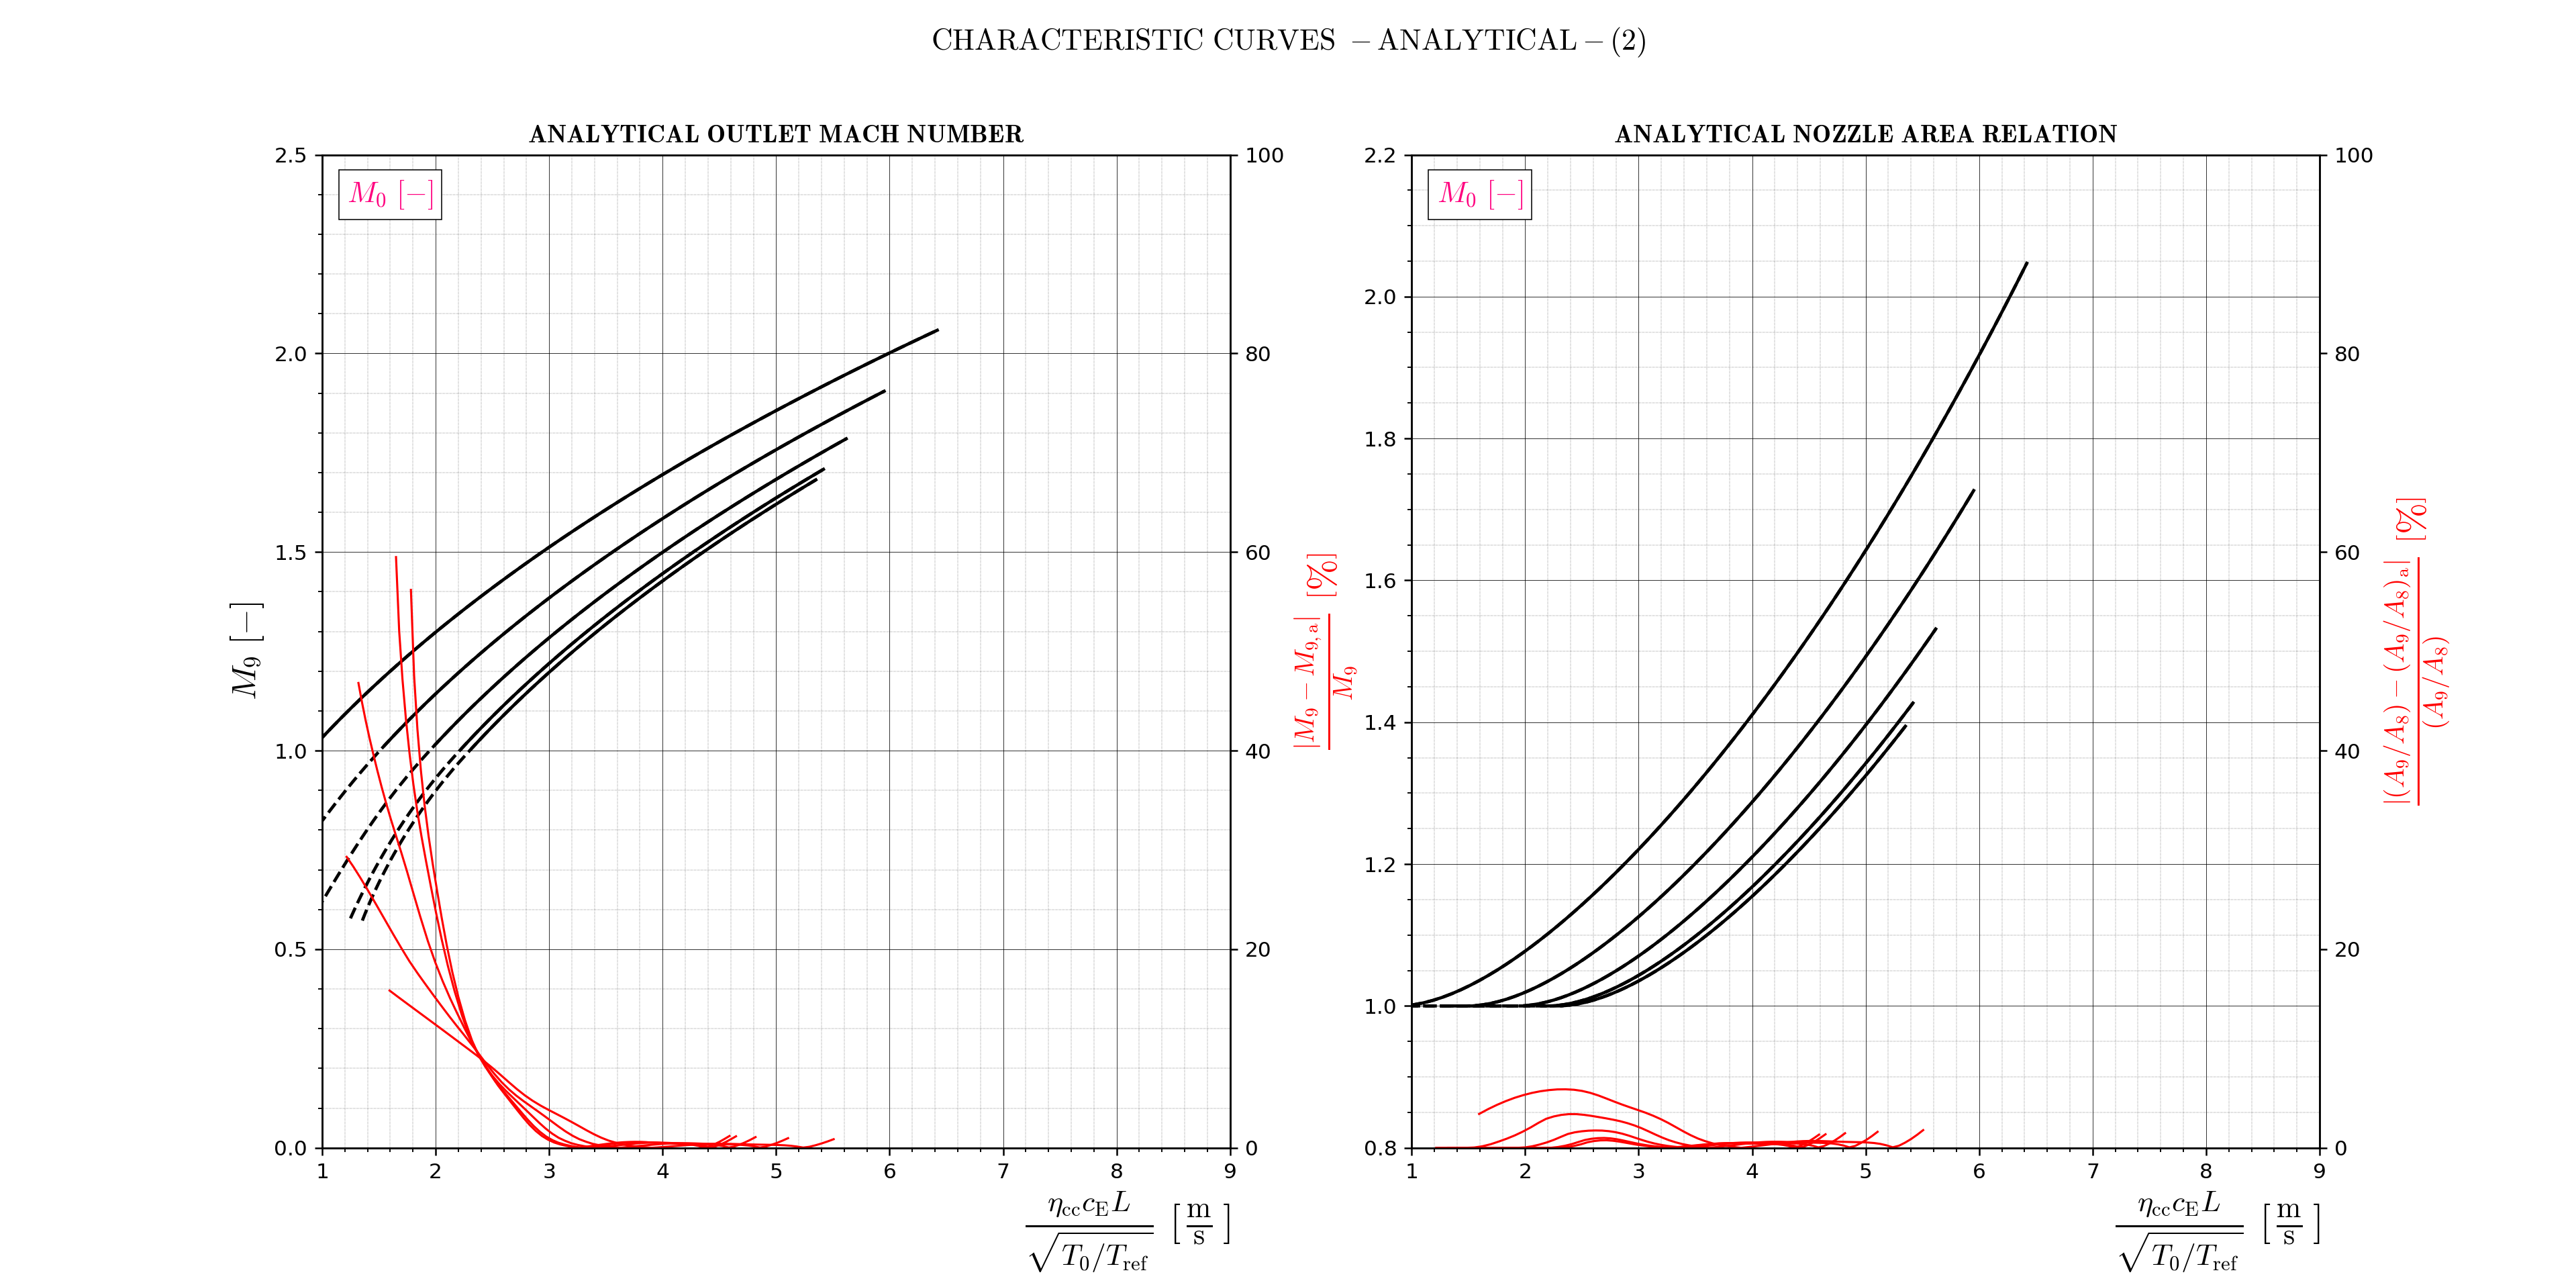 CHARACTERISTIC CURVES − ANALYTICAL − (2)
ANALYTICAL OUTLET MACH NUMBER
M₀ [−]
2.5
2.0
1.5
1.0
0.5
0.0
M₉ [−]
1 2 3 4 5 6 7 8 9
100
80
60
40
20
0
|M₉ − M₉,ₐ| / M₉ [%]
η_cc c_E L / √(T₀/T_ref) [m/s]
ANALYTICAL NOZZLE AREA RELATION
M₀ [−]
2.2
2.0
1.8
1.6
1.4
1.2
1.0
0.8
1 2 3 4 5 6 7 8 9
100
80
60
40
20
0
|(A₉/A₈) − (A₉/A₈)ₐ| / (A₉/A₈) [%]
η_cc c_E L / √(T₀/T_ref) [m/s]